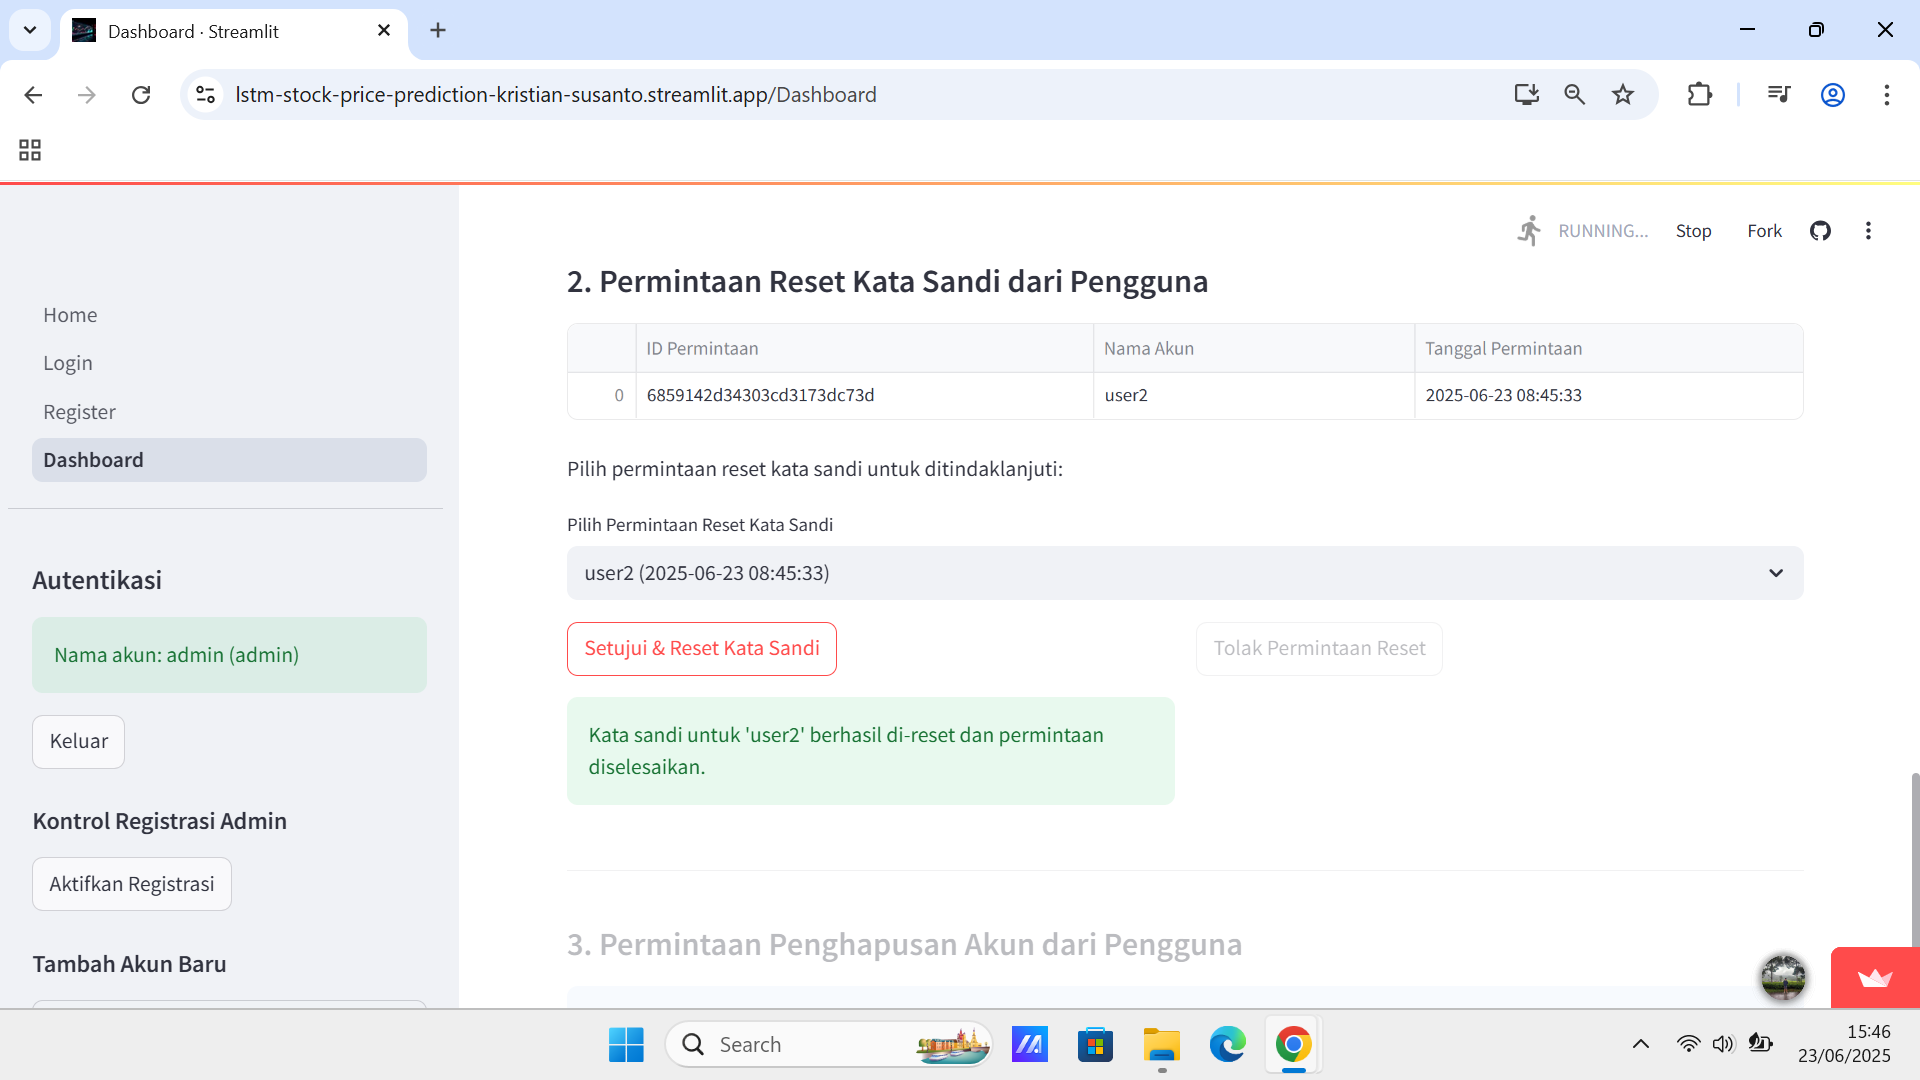 Dashboard · Streamlit
lstm-stock-price-prediction-kristian-susanto.streamlit.app/Dashboard
RUNNING...
Stop
Fork
Home
Login
Register
Dashboard
Autentikasi
Nama akun: admin (admin)
Keluar
Kontrol Registrasi Admin
Aktifkan Registrasi
Tambah Akun Baru
2. Permintaan Reset Kata Sandi dari Pengguna
ID Permintaan Nama Akun Tanggal Permintaan
0 6859142d34303cd3173dc73d user2 2025-06-23 08:45:33
Pilih permintaan reset kata sandi untuk ditindaklanjuti:
Pilih Permintaan Reset Kata Sandi
user2 (2025-06-23 08:45:33)
Setujui & Reset Kata Sandi
Tolak Permintaan Reset
Kata sandi untuk 'user2' berhasil di-reset dan permintaan
diselesaikan.
3. Permintaan Penghapusan Akun dari Pengguna
Search
15:46
23/06/2025